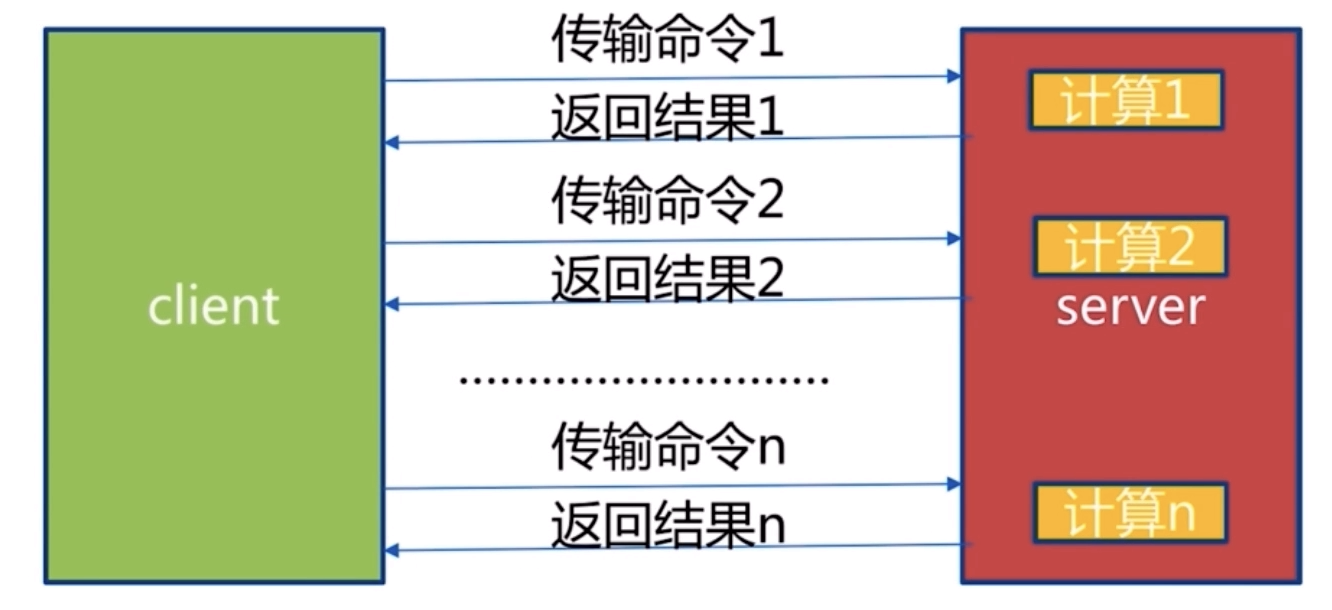 传输命令1
计算1
返回结果1
传输命令2
计算2
返回结果2
client
server
...........................
传输命令n
计算n
返回结果n